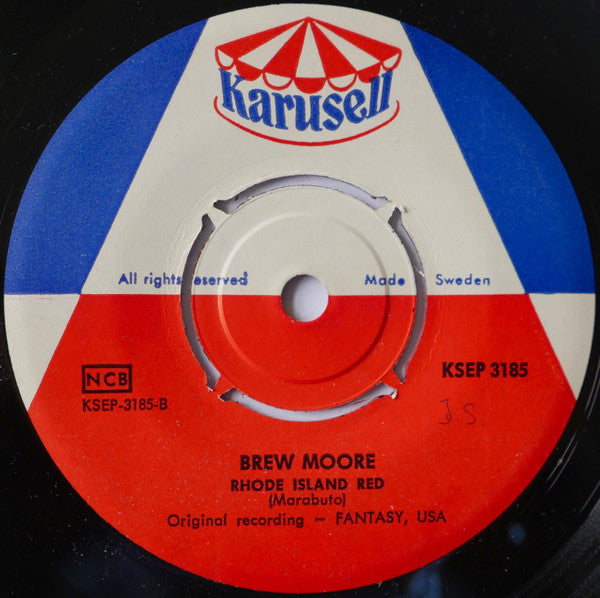 Karusell
All rights eserved
Made Sweden
NCB
KSEP-3185-B
KSEP 3185
J.S.
BREW MOORE
RHODE ISLAND RED
(Marabuto)
Original recording — FANTASY, USA